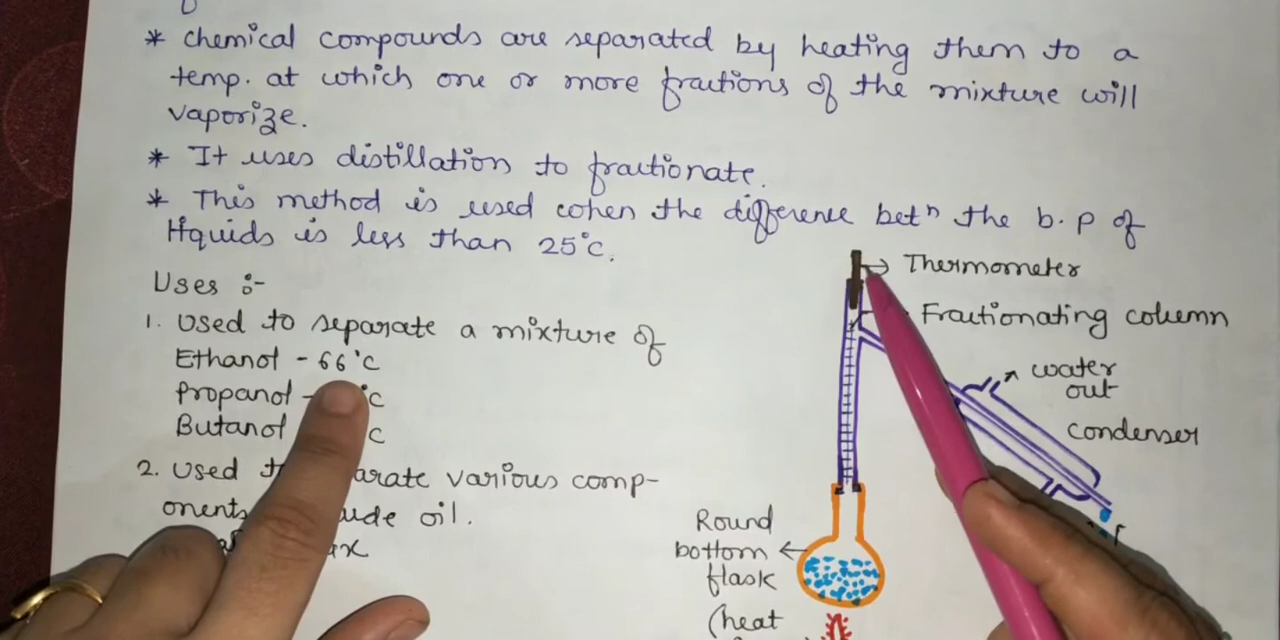 * chemical compounds are separated by heating them to a
temp. at which one or more fractions of the mixture will
vaporize.
* It uses distillation to fractionate.
* This method is used when the difference betⁿ the b.p of
liquids is less than 25°c.
Uses :-
1. Used to separate a mixture of
Ethanol - 66°c
Propanol - °c
Butanol c
2. Used
various comp-
onents
oil.
Thermometer
Fractionating column
water
out
condenser
Round
bottom
flask
(heat